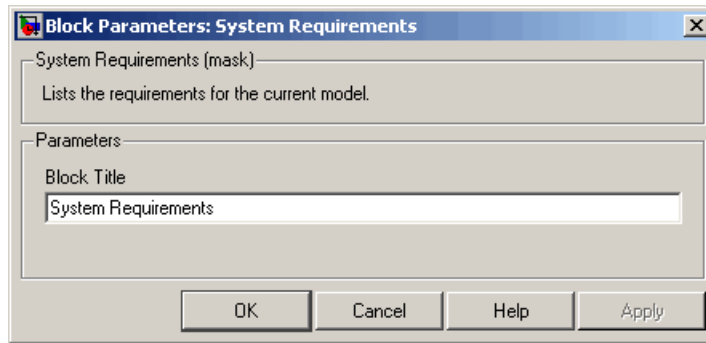 Block Parameters: System Requirements
System Requirements (mask)
Lists the requirements for the current model.
Parameters
Block Title
System Requirements
OK Cancel Help Apply